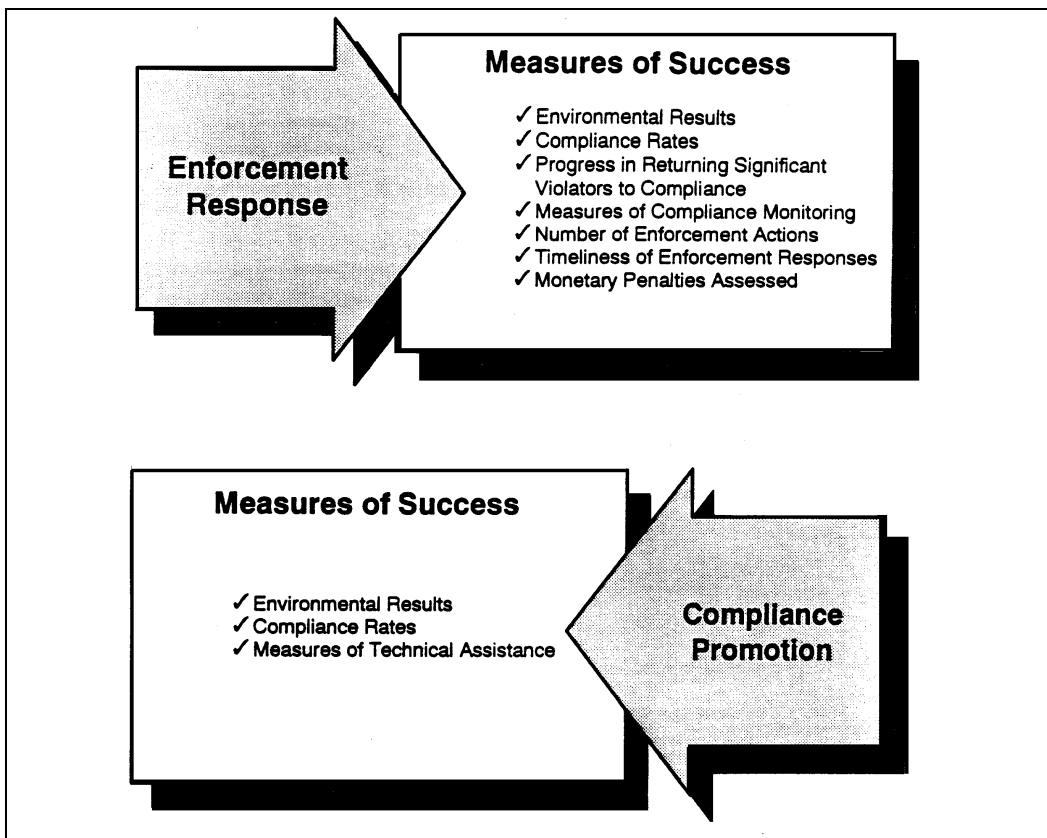 Enforcement
Response
Measures of Success
✓ Environmental Results
✓ Compliance Rates
✓ Progress in Returning Significant
Violators to Compliance
✓ Measures of Compliance Monitoring
✓ Number of Enforcement Actions
✓ Timeliness of Enforcement Responses
✓ Monetary Penalties Assessed
Measures of Success
✓ Environmental Results
✓ Compliance Rates
✓ Measures of Technical Assistance
Compliance
Promotion